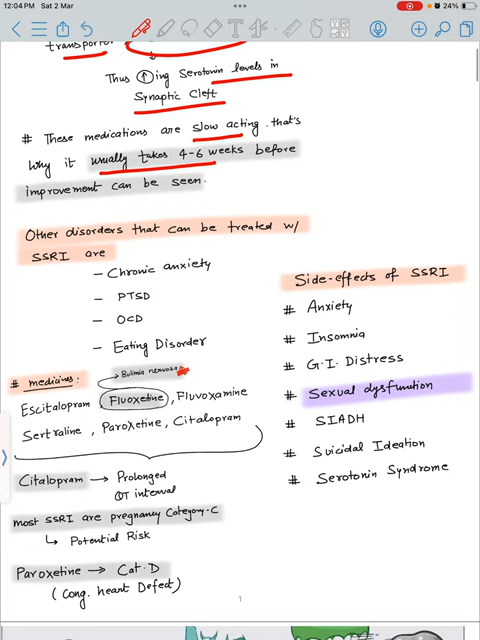 12:04 PM Sat 2 Mar
24%
transporter
Thus ↑ing Serotonin levels in
Synaptic Cleft
# These medications are slow acting. that's
why it usually takes 4-6 weeks before
improvement can be seen.
Other disorders that can be treated w/
SSRI are
- Chronic anxiety
- PTSD
- OCD
- Eating Disorder
→ Bulimia nervosa
# medicines:
Escitalopram, Fluoxetine, Fluvoxamine
Sertraline, Paroxetine, Citalopram
Citalopram → Prolonged
QT interval
most SSRI are pregnancy Category-C
↳ Potential Risk
Paroxetine → Cat. D
(Cong. heart Defect)
Side-effects of SSRI
# Anxiety
# Insomnia
# G.I. Distress
# Sexual dysfunction
# SIADH
# Suicidal Ideation
# Serotonin Syndrome
1